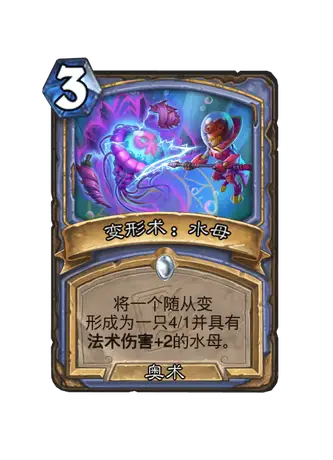 3
变形术：水母
将一个随从变
形成为一只4/1并具有
法术伤害+2的水母。
奥术